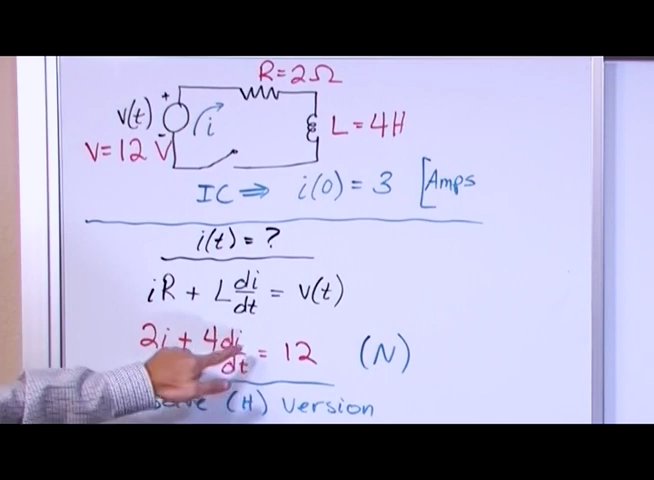 R=2Ω
+
v(t)
i
L=4H
-
V=12 V
IC ⇒ i(0) = 3 [Amps
i(t) = ?
iR + L di/dt = v(t)
2i + 4 di/dt = 12 (N)
(H) Version